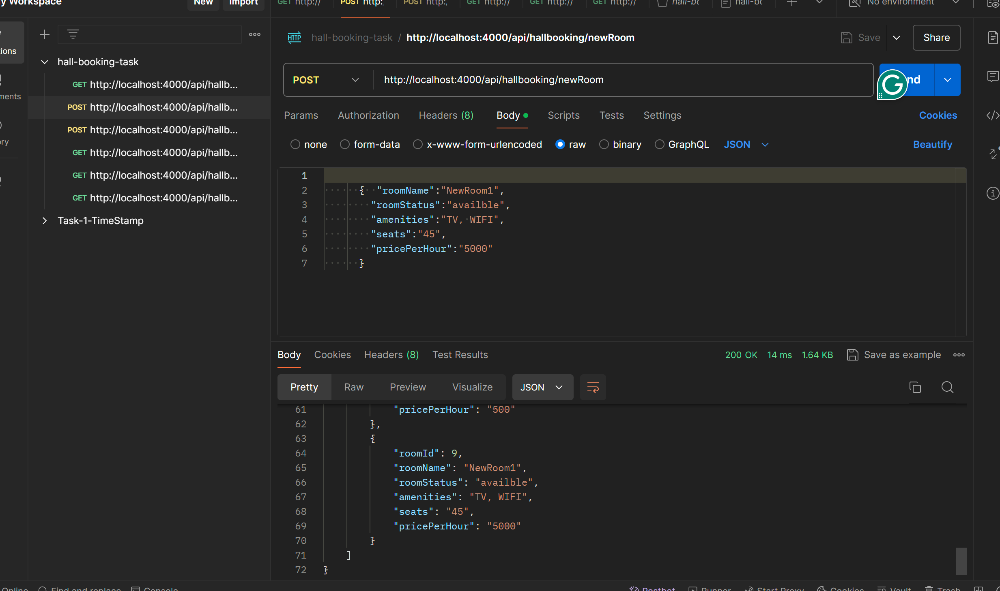 y Workspace
New
Import
GET http://
POST http:
POST http:
GET http://
GET http://
GET http://
hall-bo
hall-bo
No environment
tions
ments
ory
hall-booking-task
GET http://localhost:4000/api/hallb...
POST http://localhost:4000/api/hallb...
POST http://localhost:4000/api/hallb...
GET http://localhost:4000/api/hallb...
GET http://localhost:4000/api/hallb...
GET http://localhost:4000/api/hallb...
Task-1-TimeStamp
HTTP hall-booking-task / http://localhost:4000/api/hallbooking/newRoom
Save
Share
POST http://localhost:4000/api/hallbooking/newRoom
nd
Params Authorization Headers (8) Body Scripts Tests Settings Cookies
none form-data x-www-form-urlencoded raw binary GraphQL JSON Beautify
1
2 { "roomName":"NewRoom1",
3 "roomStatus":"availble",
4 "amenities":"TV, WIFI",
5 "seats":"45",
6 "pricePerHour":"5000"
7 }
Body Cookies Headers (8) Test Results 200 OK 14 ms 1.64 KB Save as example
Pretty Raw Preview Visualize JSON
61 "pricePerHour": "500"
62 },
63 {
64 "roomId": 9,
65 "roomName": "NewRoom1",
66 "roomStatus": "availble",
67 "amenities": "TV, WIFI",
68 "seats": "45",
69 "pricePerHour": "5000"
70 }
71 ]
72 }
Online Find and replace Console Postbot Runner Start Proxy Cookies Vault Trash